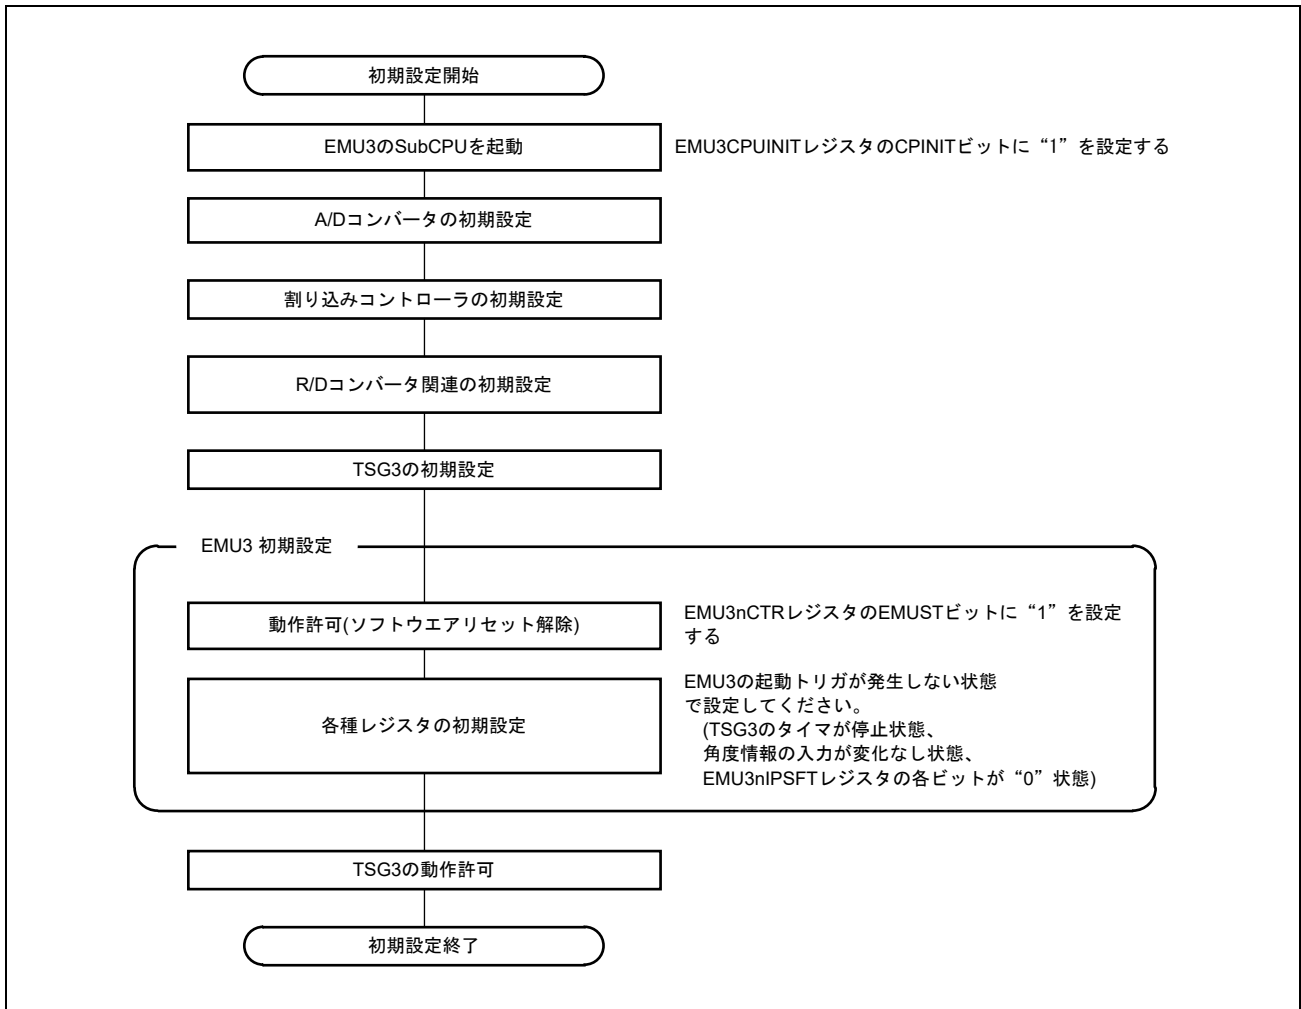 初期設定開始
EMU3のSubCPUを起動
EMU3CPUINITレジスタのCPINITビットに“1”を設定する
A/Dコンバータの初期設定
割り込みコントローラの初期設定
R/Dコンバータ関連の初期設定
TSG3の初期設定
EMU3 初期設定
動作許可(ソフトウエアリセット解除)
EMU3nCTRレジスタのEMUSTビットに“1”を設定
する
各種レジスタの初期設定
EMU3の起動トリガが発生しない状態
で設定してください。
(TSG3のタイマが停止状態、
角度情報の入力が変化なし状態、
EMU3nIPSFTレジスタの各ビットが“0”状態)
TSG3の動作許可
初期設定終了